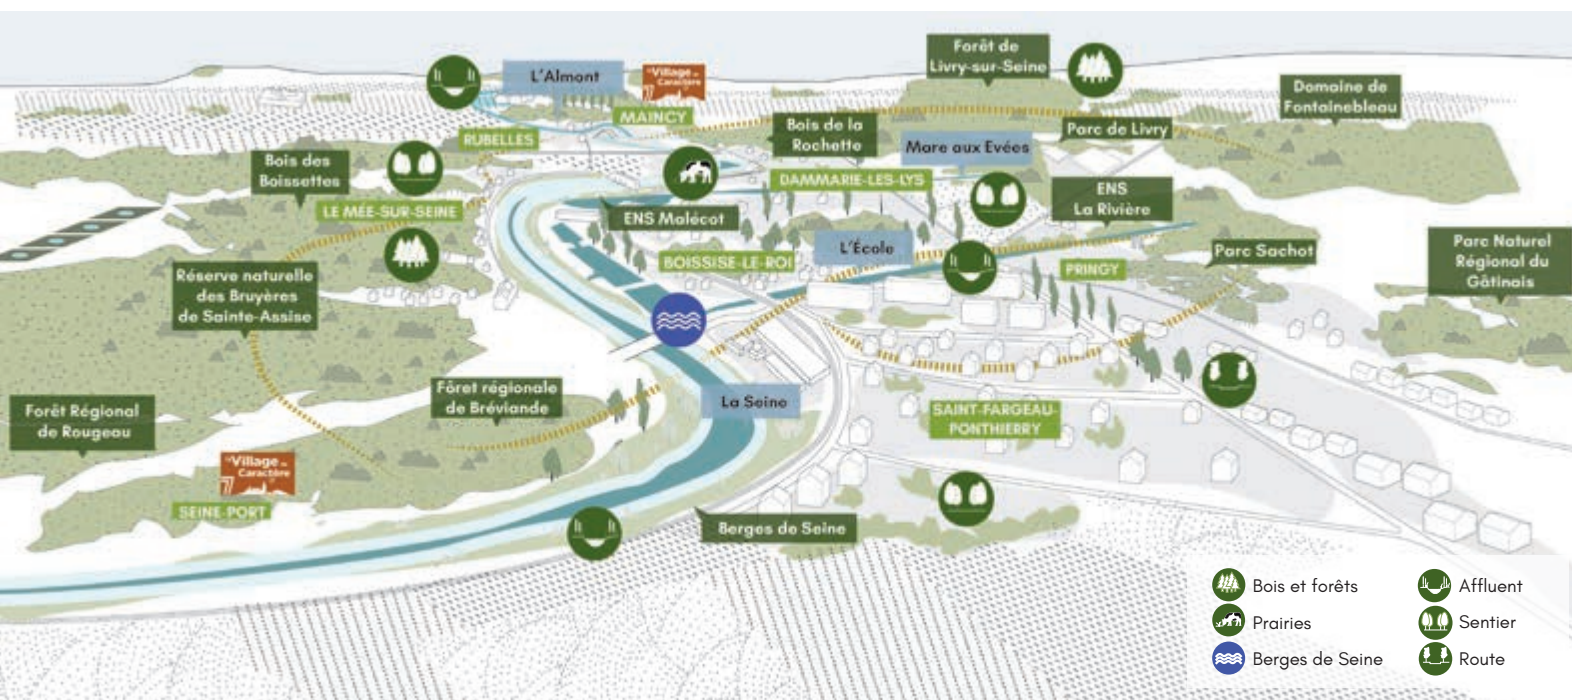 Forêt de
Livry-sur-Seine
L'Almont
Village de
Caractère
Domaine de
Fontainebleau
MAINCY
Bois de la
Rochette
Parc de Livry
RUBELLES
Mare aux Evées
Bois des
Boissettes
DAMMARIE-LES-LYS
ENS
La Rivière
LE MÉE-SUR-SEINE
ENS Malécot
L'École
Parc Sachot
Parc Naturel
Régional du
Gâtinais
BOISSISE-LE-ROI
PRINGY
Réserve naturelle
des Bruyères
de Sainte-Assise
Fôret régionale
de Bréviande
La Seine
Forêt Régional
de Rougeau
SAINT-FARGEAU-
PONTHIERRY
Village de
Caractère
SEINE-PORT
Berges de Seine
Bois et forêts
Prairies
Berges de Seine
Affluent
Sentier
Route